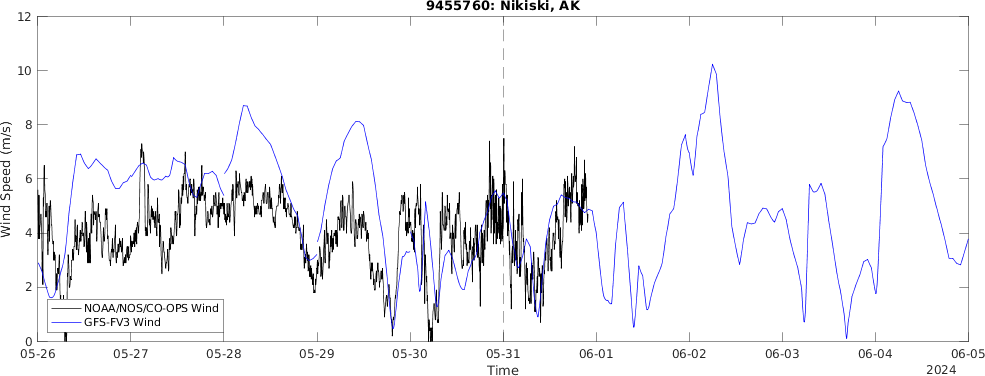 9455760: Nikiski, AK
12
10
8
6
4
2
0
Wind Speed (m/s)
NOAA/NOS/CO-OPS Wind
GFS-FV3 Wind
05-26 05-27 05-28 05-29 05-30 05-31 06-01 06-02 06-03 06-04 06-05
Time
2024